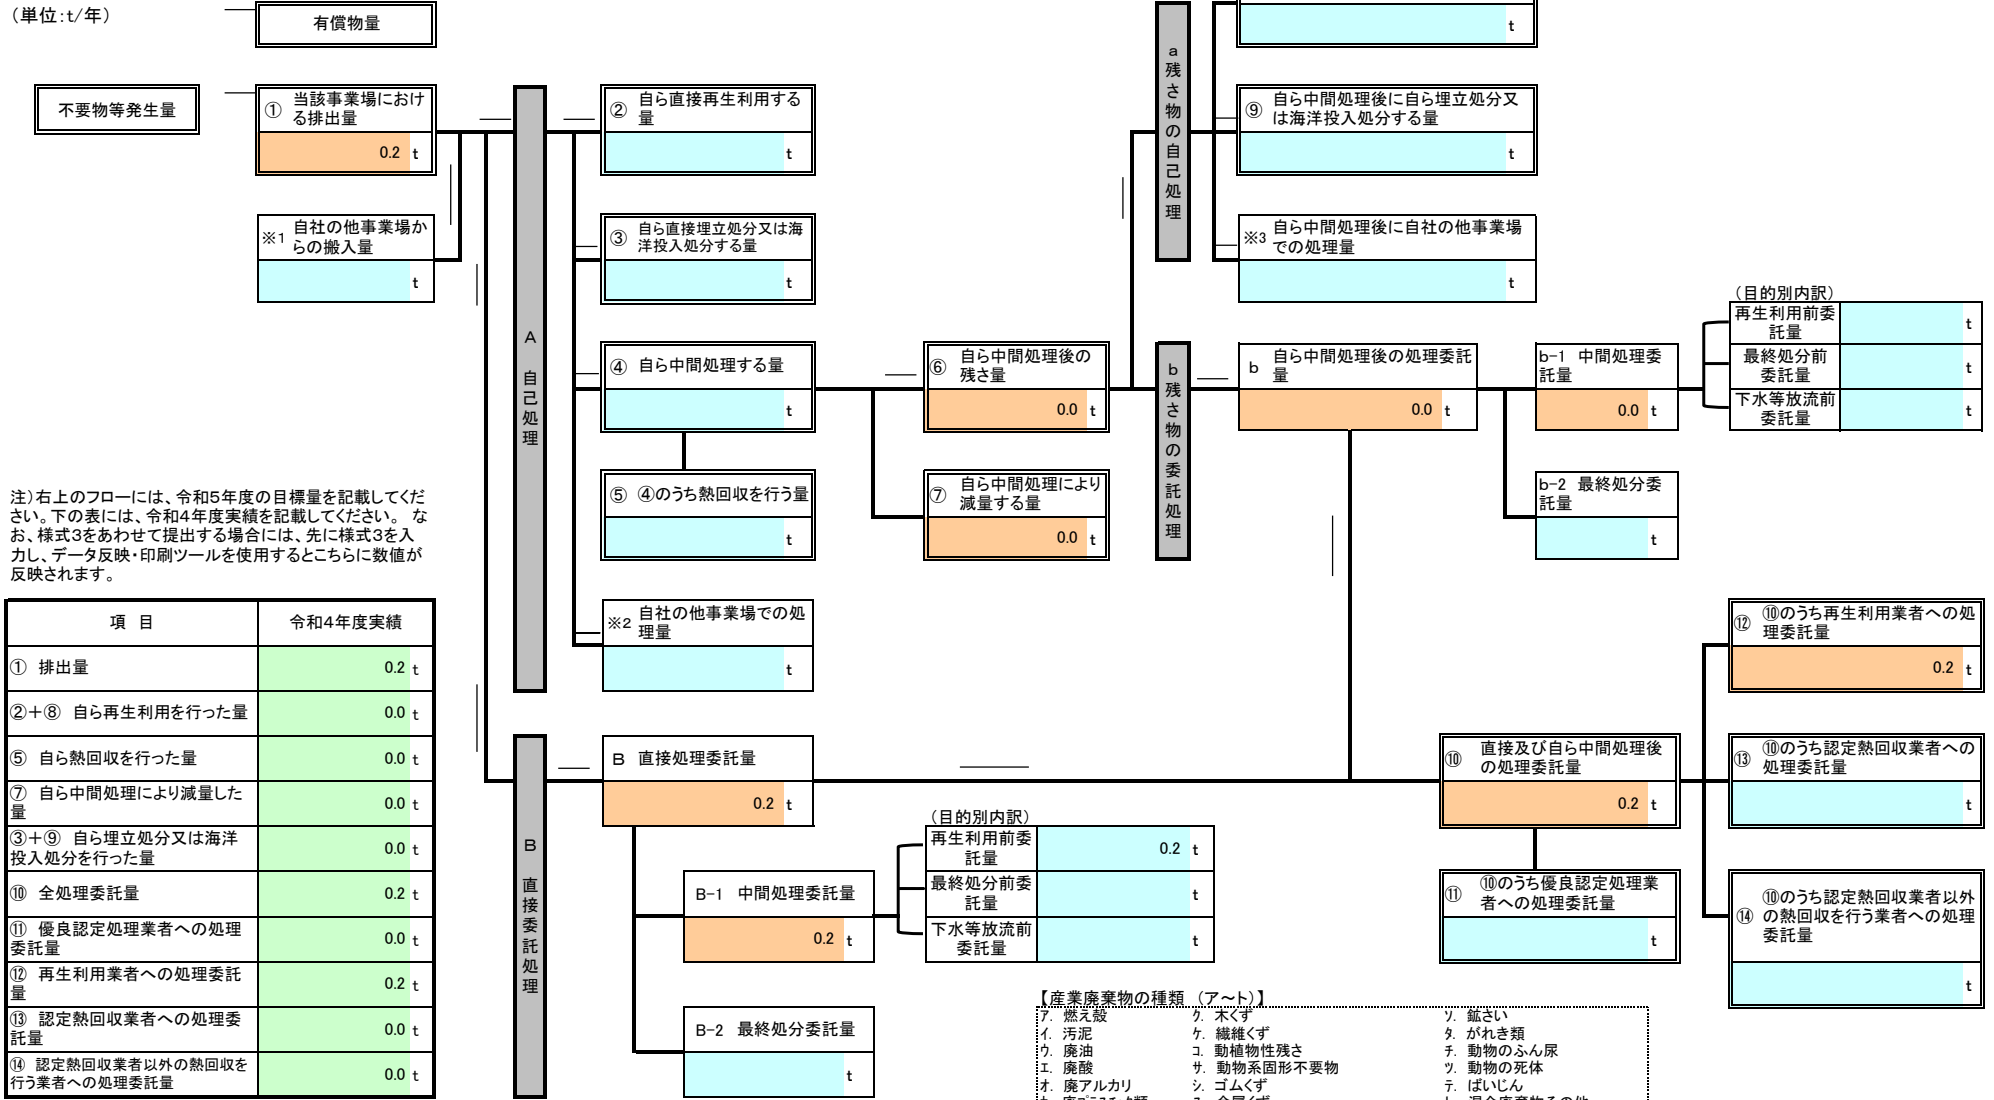 （単位：t/年）
有償物量
不要物等発生量
① 当該事業場におけ
る排出量
0.2 t
※1 自社の他事業場か
らの搬入量
t
A 自己処理
② 自ら直接再生利用する
量
t
③ 自ら直接埋立処分又は海
洋投入処分する量
t
④ 自ら中間処理する量
t
⑤ ④のうち熱回収を行う量
t
※2 自社の他事業場での処
理量
t
⑥ 自ら中間処理後の
残さ量
0.0 t
⑦ 自ら中間処理により
減量する量
0.0 t
a 残さ物の自己処理
t
⑨ 自ら中間処理後に自ら埋立処分又
は海洋投入処分する量
t
※3 自ら中間処理後に自社の他事業場
での処理量
t
b 残さ物の委託処理
b 自ら中間処理後の処理委託
量
0.0 t
b-1 中間処理委
託量
0.0 t
b-2 最終処分委
託量
t
（目的別内訳）
再生利用前委
託量
t
最終処分前
委託量
t
下水等放流前
委託量
t
注）右上のフローには、令和5年度の目標量を記載してくだ
さい。下の表には、令和4年度実績を記載してください。 な
お、様式3をあわせて提出する場合には、先に様式3を入
力し、データ反映・印刷ツールを使用するとこちらに数値が
反映されます。
項 目 令和4年度実績
① 排出量 0.2 t
②＋⑧ 自ら再生利用を行った量 0.0 t
⑤ 自ら熱回収を行った量 0.0 t
⑦ 自ら中間処理により減量した
量 0.0 t
③＋⑨ 自ら埋立処分又は海洋
投入処分を行った量 0.0 t
⑩ 全処理委託量 0.2 t
⑪ 優良認定処理業者への処理
委託量 0.0 t
⑫ 再生利用業者への処理委託
量 0.2 t
⑬ 認定熱回収業者への処理委
託量 0.0 t
⑭ 認定熱回収業者以外の熱回収を
行う業者への処理委託量 0.0 t
B 直接委託処理
B 直接処理委託量
0.2 t
B-1 中間処理委託量
0.2 t
B-2 最終処分委託量
t
（目的別内訳）
再生利用前委
託量
0.2 t
最終処分前委
託量
t
下水等放流前
委託量
t
⑩ 直接及び自ら中間処理後
の処理委託量
0.2 t
⑪ ⑩のうち優良認定処理業
者への処理委託量
t
⑫ ⑩のうち再生利用業者への処
理委託量
0.2 t
⑬ ⑩のうち認定熱回収業者への
処理委託量
t
⑭ ⑩のうち認定熱回収業者以外
の熱回収を行う業者への処理
委託量
t
【産業廃棄物の種類 （ア～ト）】
ｱ. 燃え殻 ｸ. 木くず ｿ. 鉱さい
ｲ. 汚泥 ｹ. 繊維くず ﾀ. がれき類
ｳ. 廃油 ｺ. 動植物性残さ ﾁ. 動物のふん尿
ｴ. 廃酸 ｻ. 動物系固形不要物 ﾂ. 動物の死体
ｵ. 廃アルカリ ｼ. ゴムくず ﾃ. ばいじん